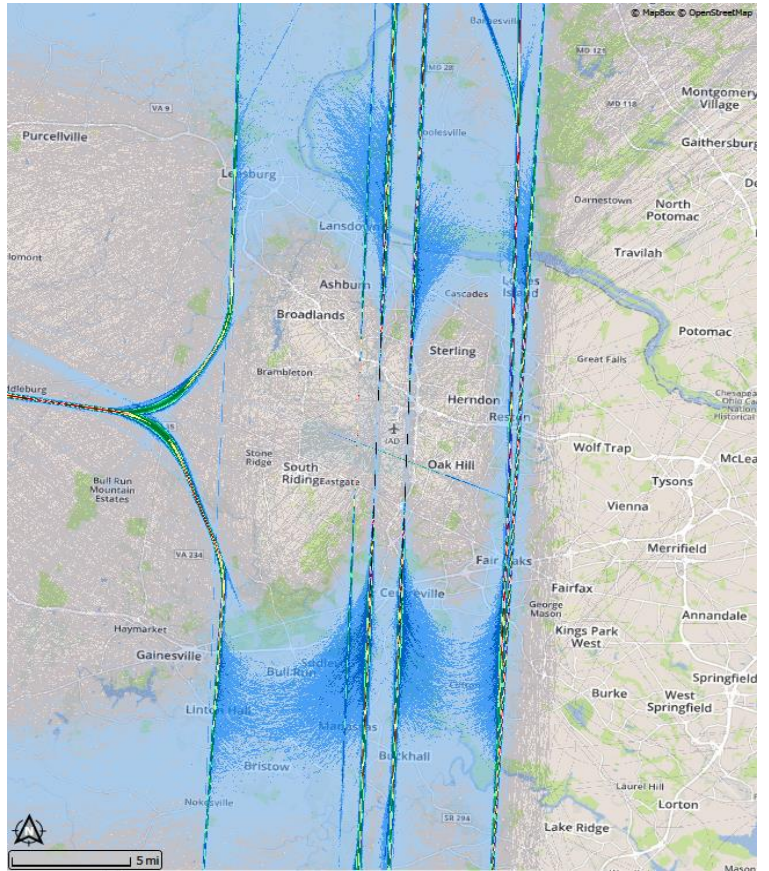 © MapBox © OpenStreetMap
Barnesville
MD 121
Montgomery
Village
MD 28
VA 9
MD 118
Purcellville
Gaithersburg
Leesburg
Darnestown
North
Potomac
Lansdowne
Travilah
Ashburn
Island
Cascades
Broadlands
Potomac
Sterling
Great Falls
Brambleton
Herndon
Reston
IAD
Wolf Trap
Stone
Ridge
South
Riding
Eastgate
Oak Hill
Tysons
Bull Run
Mountain
Estates
Vienna
Merrifield
VA 234
Fair Oaks
Centreville
Fairfax
George
Mason
Annandale
Haymarket
Kings Park
West
Gainesville
Bull Run
Springfield
Burke
West
Springfield
Linton Hall
Manassas
Clifton
Buckhall
Bristow
Laurel Hill
Nokesville
Lorton
SR 294
Lake Ridge
Mason
N
5 mi